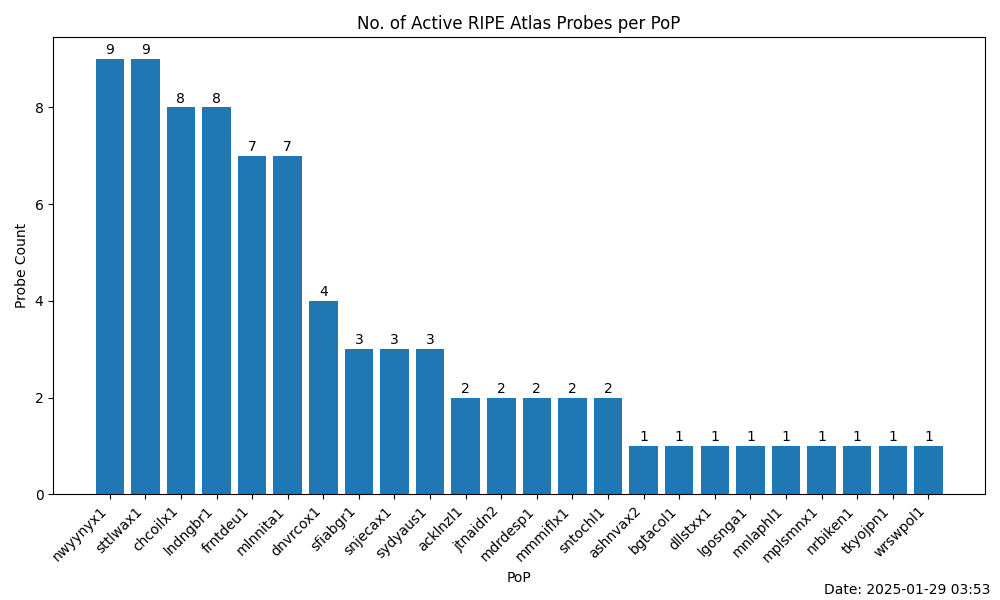 No. of Active RIPE Atlas Probes per PoP
9 9 8 8 7 7 4 3 3 3 2 2 2 2 2 1 1 1 1 1 1 1 1 1
Probe Count
8
6
4
2
0
nwyynyx1 sttlwax1 chcoilx1 lndngbr1 frntdeu1 mlnnita1 dnvrcox1 sfiabgr1 snjecax1 sydyaus1 acklnzl1 jtnaidn2 mdrdesp1 mmmiflx1 sntochl1 ashnvax2 bgtacol1 dllstxx1 lgosnga1 mnlaphl1 mplsmnx1 nrbiken1 tkyojpn1 wrswpol1
PoP
Date: 2025-01-29 03:53